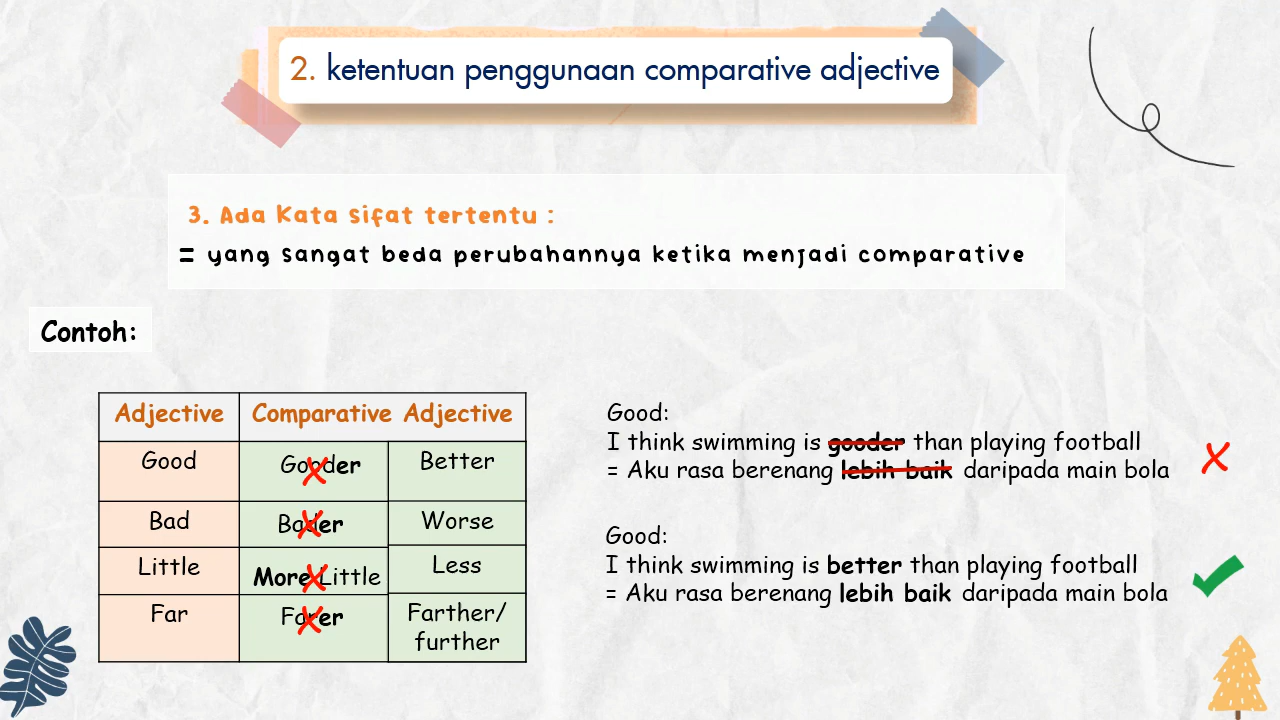 2. ketentuan penggunaan comparative adjective
3. Ada Kata sifat tertentu :
= yang sangat beda perubahannya ketika menjadi comparative
Contoh:
Adjective Comparative Adjective
Good Gooder Better
Bad Bader Worse
Little More Little Less
Far Farer Farther/
further
Good:
I think swimming is gooder than playing football
= Aku rasa berenang lebih baik daripada main bola
Good:
I think swimming is better than playing football
= Aku rasa berenang lebih baik daripada main bola